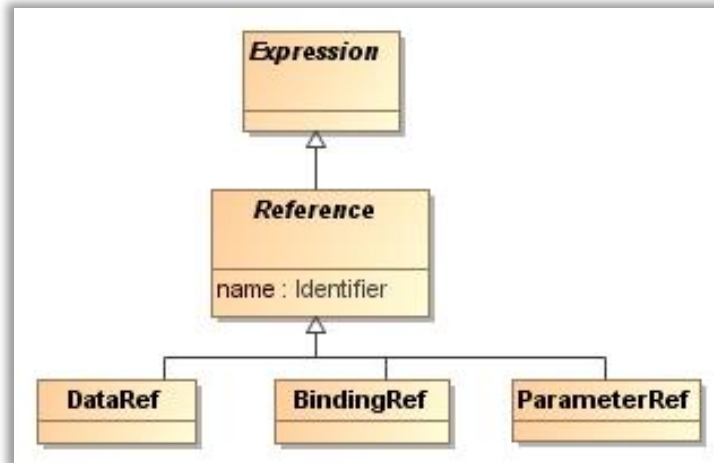 Expression
Reference
name : Identifier
DataRef
BindingRef
ParameterRef